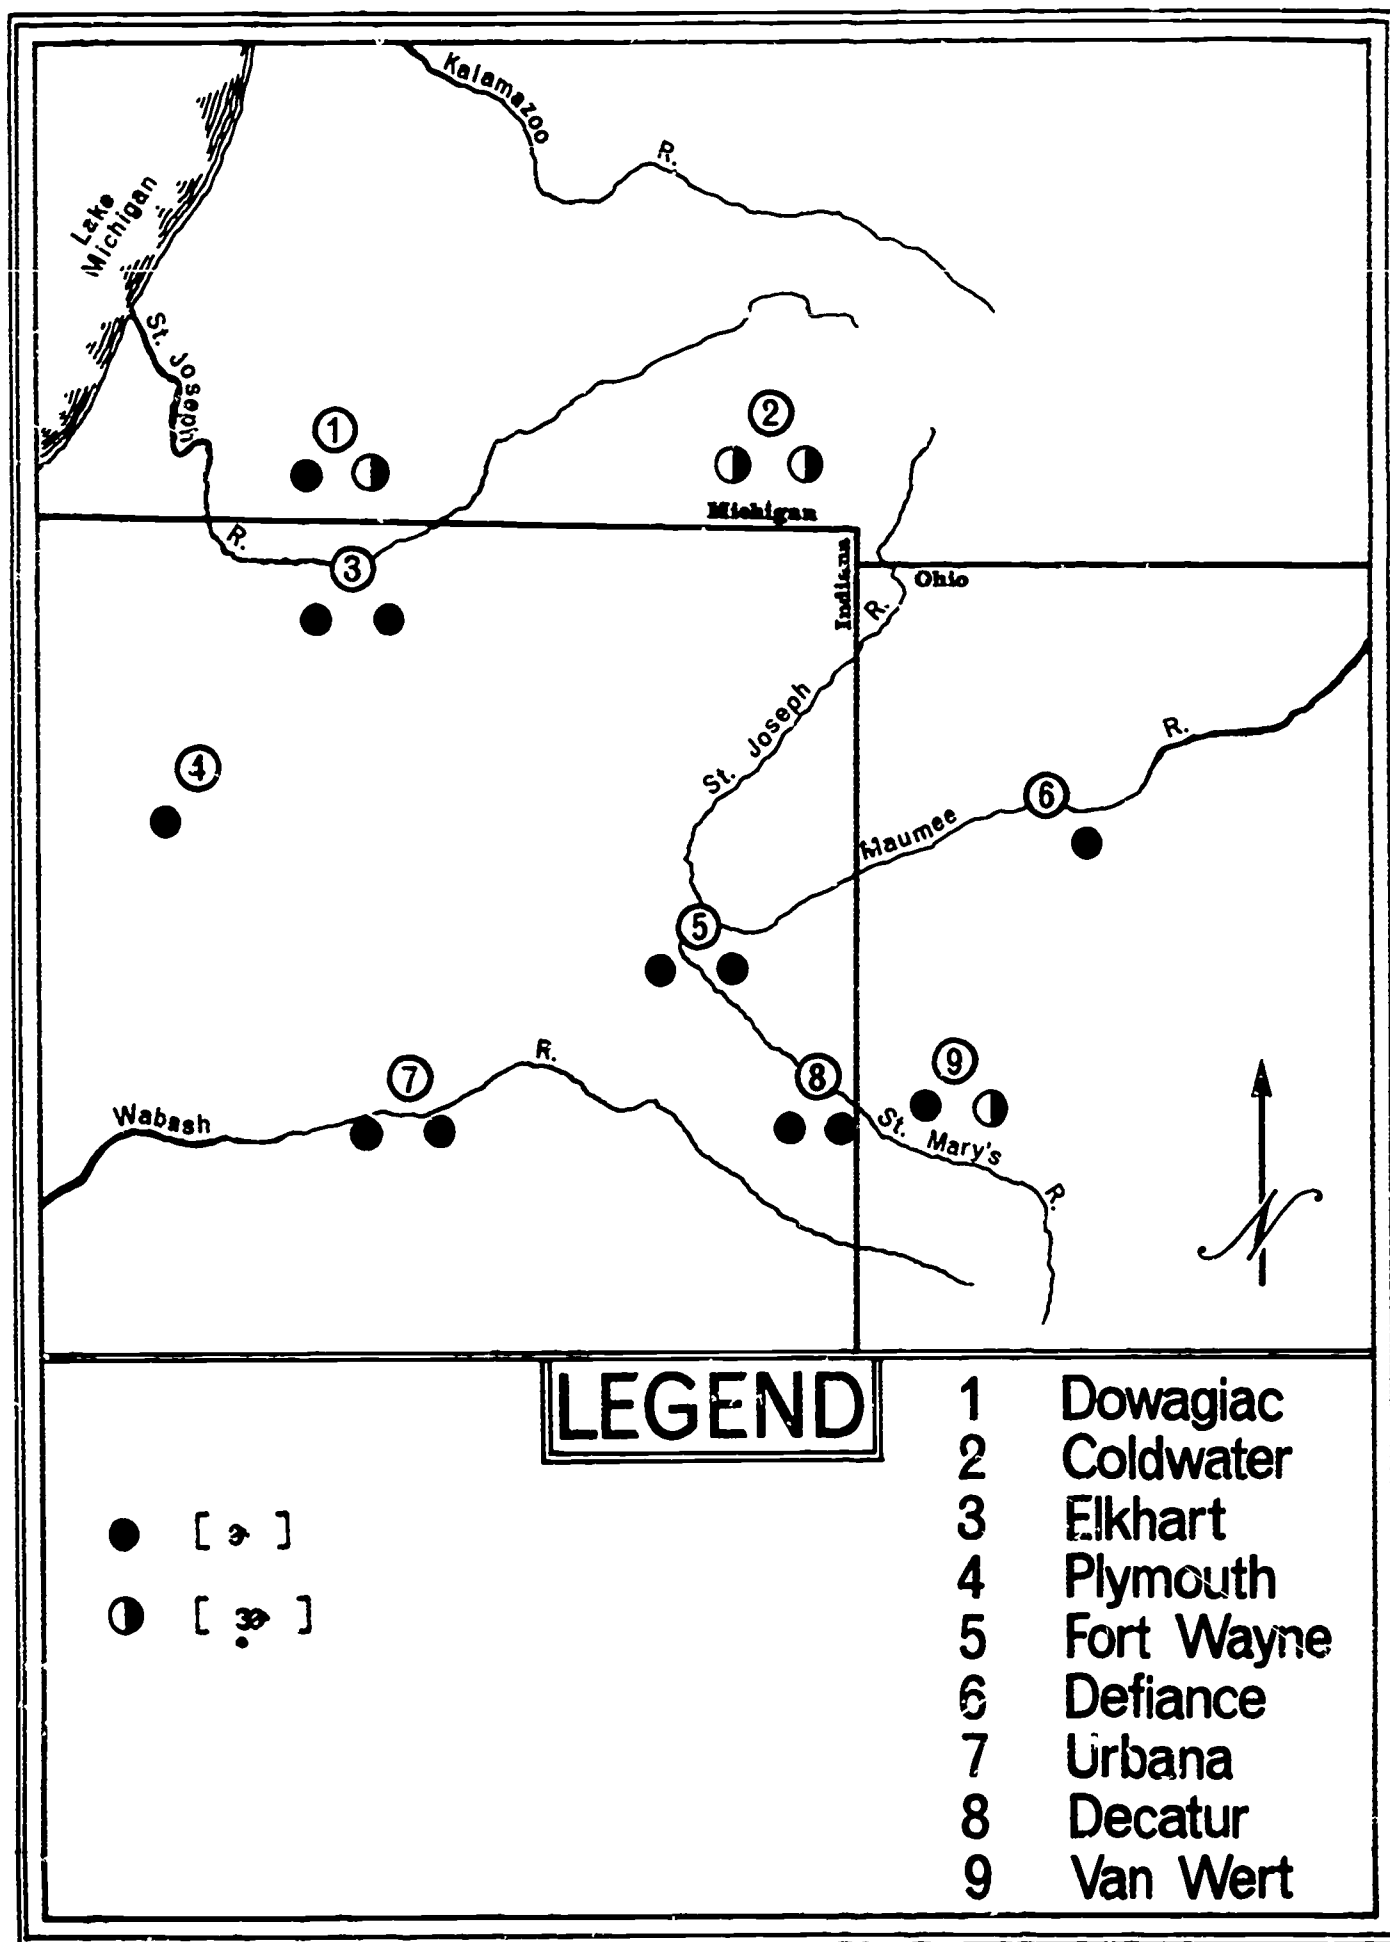 Kalamazoo R.
Lake
Michigan
St. Joseph R.
1
2
Michigan
Indiana
Ohio
3
R.
St. Joseph
4
6
R.
Maumee
5
R.
7
8
9
Wabash
St. Mary's R.
N
LEGEND
1 Dowagiac
2 Coldwater
3 Elkhart
4 Plymouth
5 Fort Wayne
6 Defiance
7 Urbana
8 Decatur
9 Van Wert